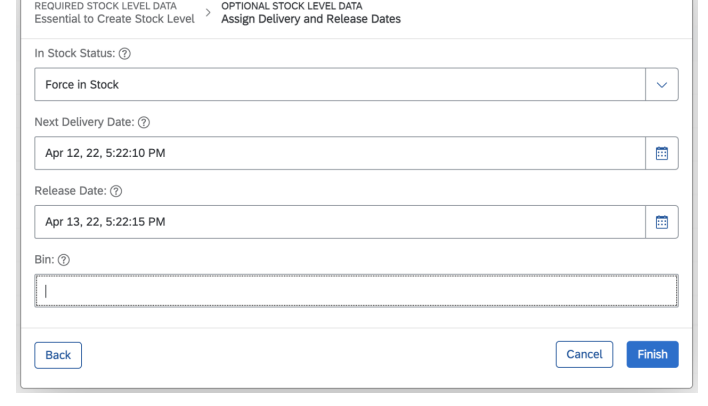 REQUIRED STOCK LEVEL DATA > OPTIONAL STOCK LEVEL DATA
Essential to Create Stock Level Assign Delivery and Release Dates
In Stock Status: ?
Force in Stock
Next Delivery Date: ?
Apr 12, 22, 5:22:10 PM
Release Date: ?
Apr 13, 22, 5:22:15 PM
Bin: ?
Back Cancel Finish